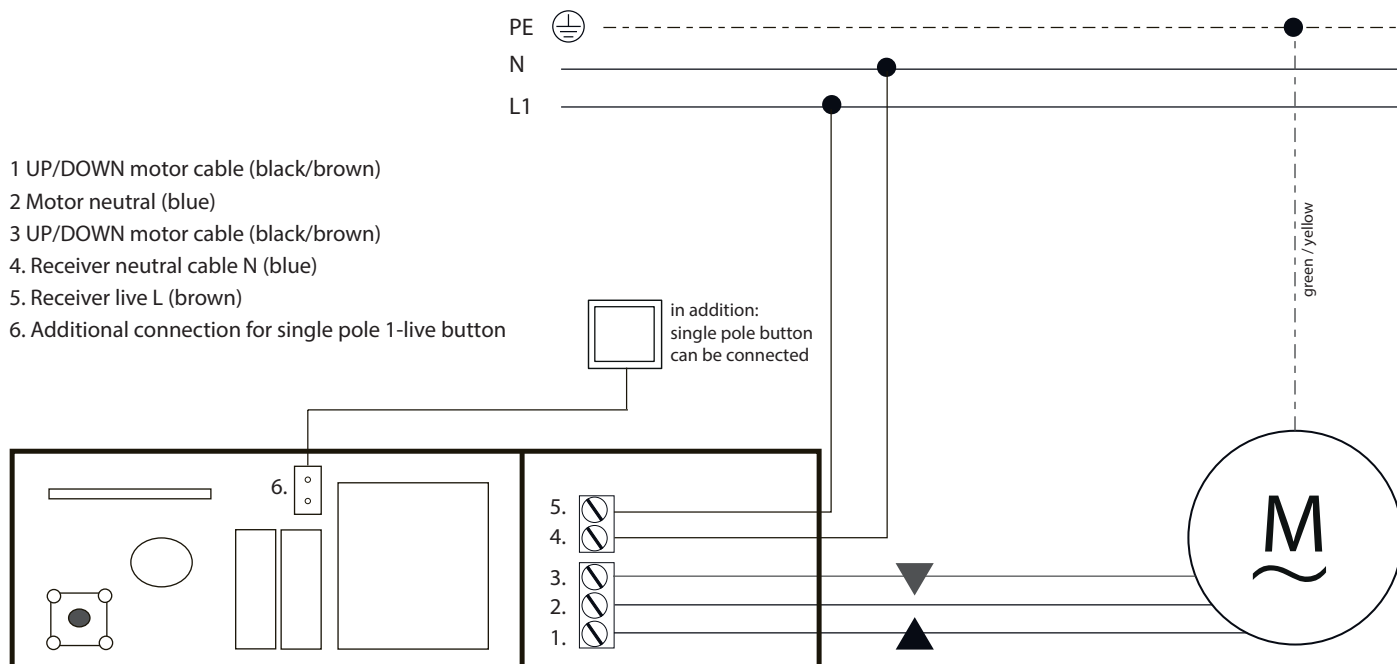 PE
N
L1
1 UP/DOWN motor cable (black/brown)
2 Motor neutral (blue)
3 UP/DOWN motor cable (black/brown)
4. Receiver neutral cable N (blue)
5. Receiver live L (brown)
6. Additional connection for single pole 1-live button
in addition:
single pole button
can be connected
green / yellow
6.
5.
4.
3.
2.
1.
M